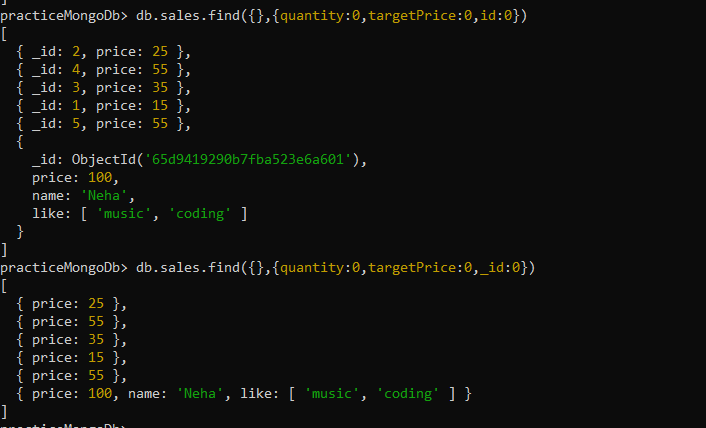 practiceMongoDb> db.sales.find({},{quantity:0,targetPrice:0,id:0})
[
  { _id: 2, price: 25 },
  { _id: 4, price: 55 },
  { _id: 3, price: 35 },
  { _id: 1, price: 15 },
  { _id: 5, price: 55 },
  {
    _id: ObjectId('65d9419290b7fba523e6a601'),
    price: 100,
    name: 'Neha',
    like: [ 'music', 'coding' ]
  }
]
practiceMongoDb> db.sales.find({},{quantity:0,targetPrice:0,_id:0})
[
  { price: 25 },
  { price: 55 },
  { price: 35 },
  { price: 15 },
  { price: 55 },
  { price: 100, name: 'Neha', like: [ 'music', 'coding' ] }
]
practiceMongoDb>